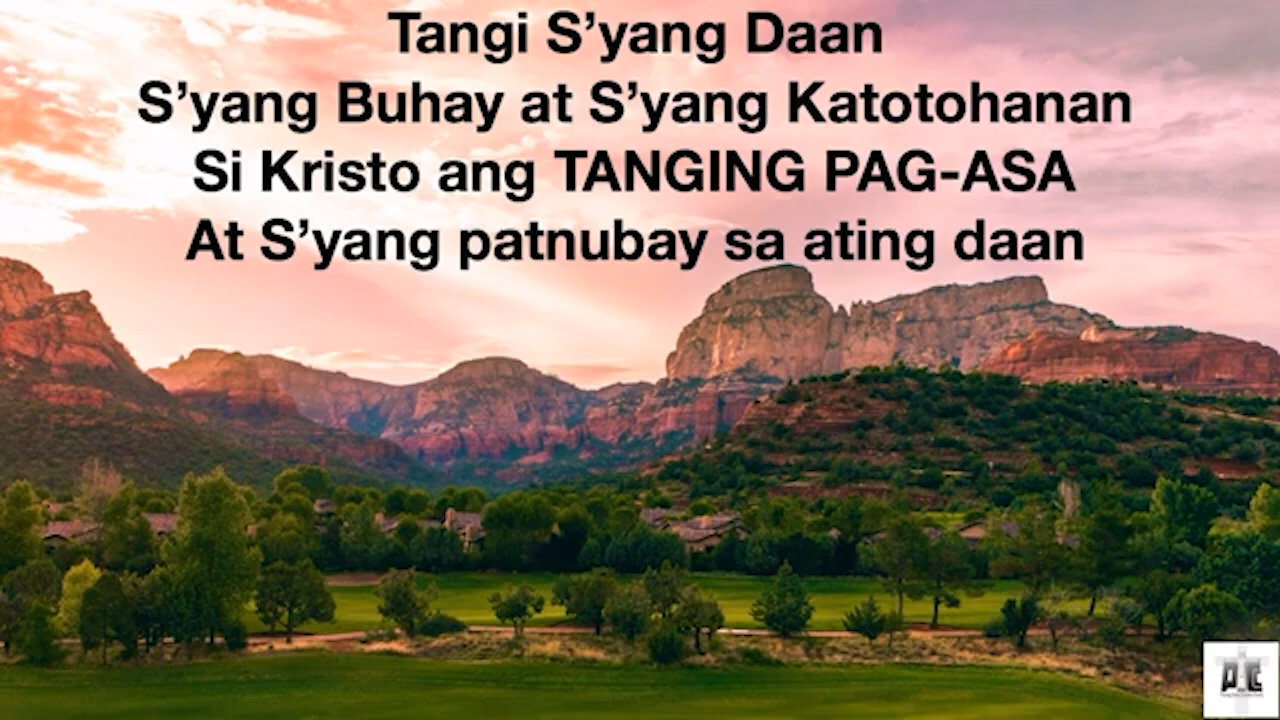 Tangi S’yang Daan
S’yang Buhay at S’yang Katotohanan
Si Kristo ang TANGING PAG-ASA
At S’yang patnubay sa ating daan